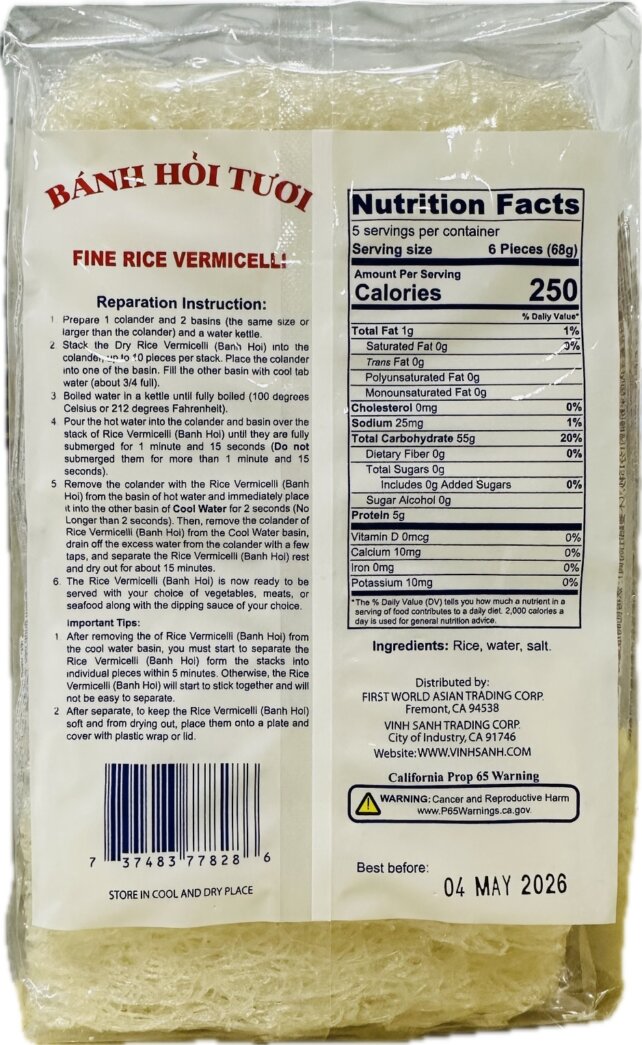 BÁNH HỎI TƯƠI
FINE RICE VERMICELLI
Reparation Instruction:
1 Prepare 1 colander and 2 basins (the same size or
larger than the colander) and a water kettle.
2. Stack the Dry Rice Vermicelli (Banh Hoi) into the
colander, up to 10 pieces per stack. Place the colander
into one of the basin. Fill the other basin with cool tab
water (about 3/4 full).
3 Boiled water in a kettle until fully boiled (100 degrees
Celsius or 212 degrees Fahrenheit).
4 Pour the hot water into the colander and basin over the
stack of Rice Vermicelli (Banh Hoi) until they are fully
submerged for 1 minute and 15 seconds (Do not
submerged them for more than 1 minute and 15
seconds).
5 Remove the colander with the Rice Vermicelli (Banh
Hoi) from the basin of hot water and immediately place
it into the other basin of Cool Water for 2 seconds (No
Longer than 2 seconds). Then, remove the colander of
Rice Vermicelli (Banh Hoi) from the Cool Water basin,
drain off the excess water from the colander with a few
taps, and separate the Rice Vermicelli (Banh Hoi) rest
and dry out for about 15 minutes.
6. The Rice Vermicelli (Banh Hoi) is now ready to be
served with your choice of vegetables, meats, or
seafood along with the dipping sauce of your choice.
Important Tips:
1 After removing the of Rice Vermicelli (Banh Hoi) from
the cool water basin, you must start to separate the
Rice Vermicelli (Banh Hoi) form the stacks into
individual pieces within 5 minutes. Otherwise, the Rice
Vermicelli (Banh Hoi) will start to stick together and will
not be easy to separate.
2 After separate, to keep the Rice Vermicelli (Banh Hoi)
soft and from drying out, place them onto a plate and
cover with plastic wrap or lid.
7 37483 77828 6
STORE IN COOL AND DRY PLACE
Nutrition Facts
5 servings per container
Serving size 6 Pieces (68g)
Amount Per Serving
Calories 250
% Daily Value*
Total Fat 1g 1%
Saturated Fat 0g 0%
Trans Fat 0g
Polyunsaturated Fat 0g
Monounsaturated Fat 0g
Cholesterol 0mg 0%
Sodium 25mg 1%
Total Carbohydrate 55g 20%
Dietary Fiber 0g 0%
Total Sugars 0g
Includes 0g Added Sugars 0%
Sugar Alcohol 0g
Protein 5g
Vitamin D 0mcg 0%
Calcium 10mg 0%
Iron 0mg 0%
Potassium 10mg 0%
*The % Daily Value (DV) tells you how much a nutrient in a
serving of food contributes to a daily diet. 2,000 calories a
day is used for general nutrition advice.
Ingredients: Rice, water, salt.
Distributed by:
FIRST WORLD ASIAN TRADING CORP.
Fremont, CA 94538
VINH SANH TRADING CORP.
City of Industry, CA 91746
Website: WWW.VINHSANH.COM
California Prop 65 Warning
WARNING: Cancer and Reproductive Harm
www.P65Warnings.ca.gov
Best before: 04 MAY 2026